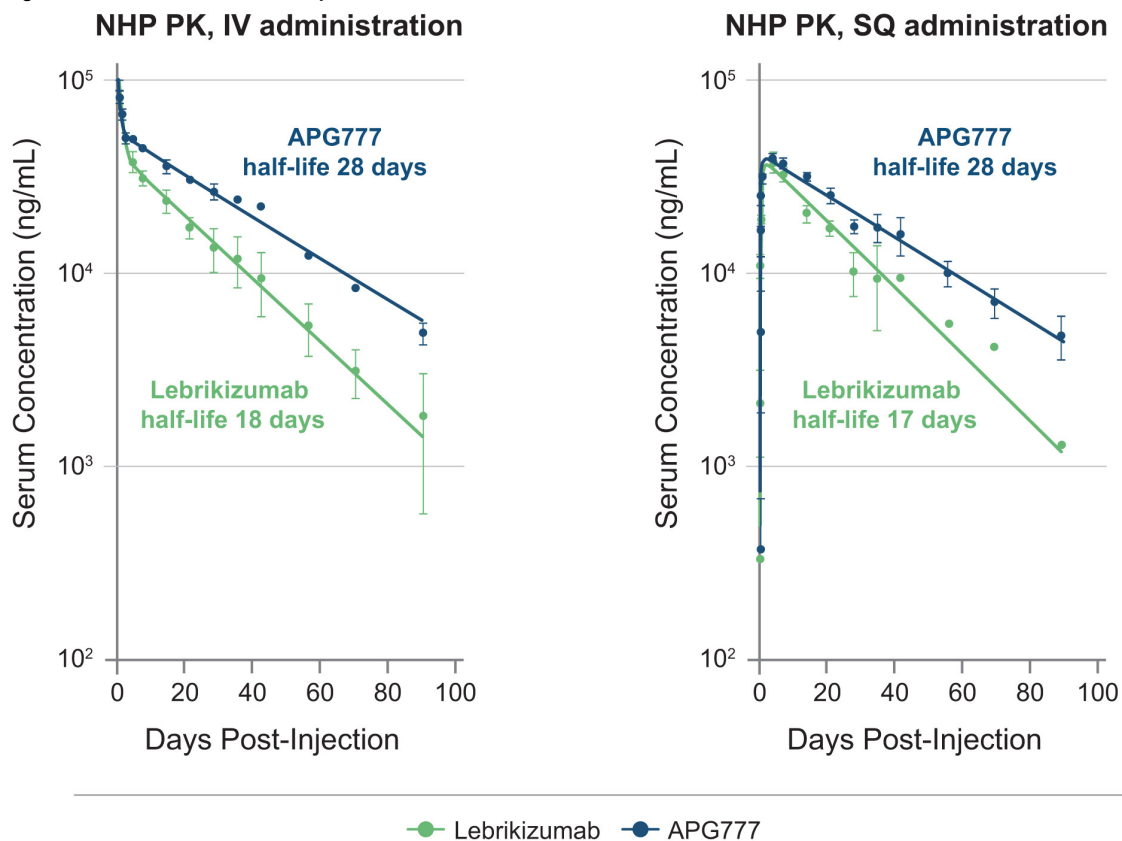 NHP PK, IV administration
Serum Concentration (ng/mL)
10⁵
10⁴
10³
10²
APG777
half-life 28 days
Lebrikizumab
half-life 18 days
0 20 40 60 80 100
Days Post-Injection
NHP PK, SQ administration
Serum Concentration (ng/mL)
10⁵
10⁴
10³
10²
APG777
half-life 28 days
Lebrikizumab
half-life 17 days
0 20 40 60 80 100
Days Post-Injection
Lebrikizumab APG777